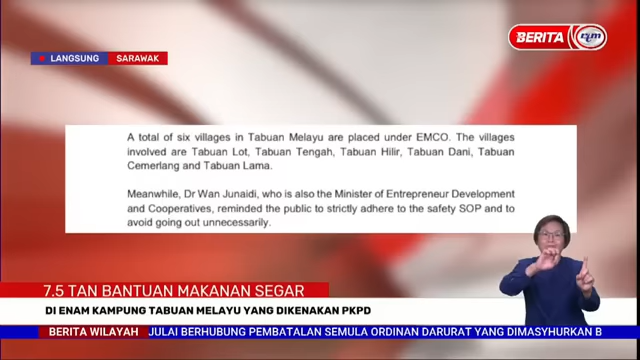 BERITA rtm
LANGSUNG SARAWAK
A total of six villages in Tabuan Melayu are placed under EMCO. The villages
involved are Tabuan Lot, Tabuan Tengah, Tabuan Hilir, Tabuan Dani, Tabuan
Cemerlang and Tabuan Lama.
Meanwhile, Dr Wan Junaidi, who is also the Minister of Entrepreneur Development
and Cooperatives, reminded the public to strictly adhere to the safety SOP and to
avoid going out unnecessarily.
7.5 TAN BANTUAN MAKANAN SEGAR
DI ENAM KAMPUNG TABUAN MELAYU YANG DIKENAKAN PKPD
BERITA WILAYAH JULAI BERHUBUNG PEMBATALAN SEMULA ORDINAN DARURAT YANG DIMASYHURKAN B